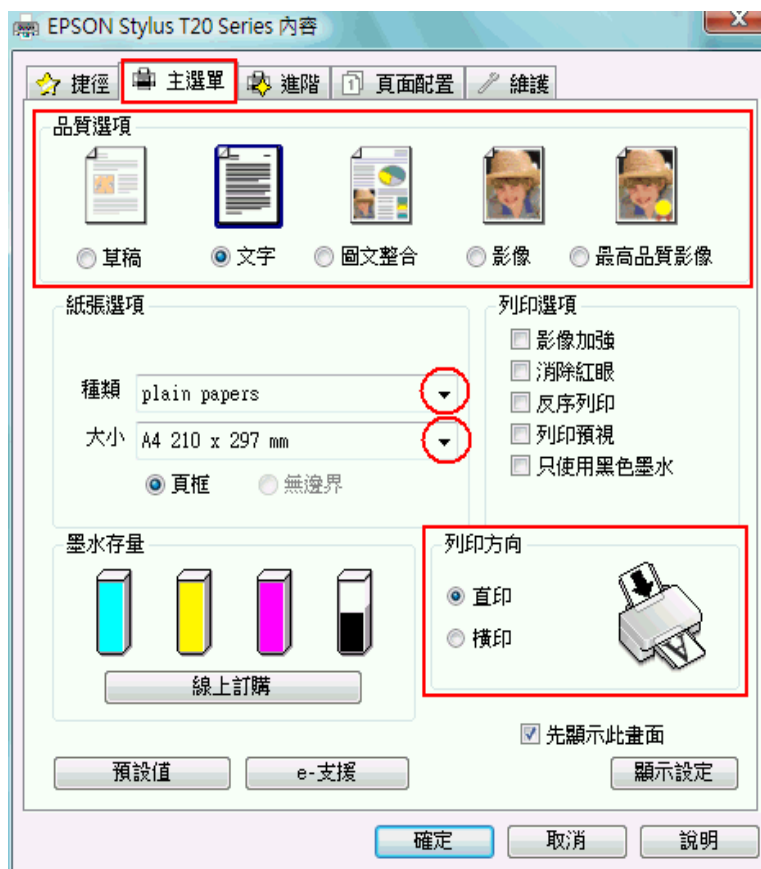 EPSON Stylus T20 Series 內容
捷徑 主選單 進階 頁面配置 維護
品質選項
草稿 文字 圖文整合 影像 最高品質影像
紙張選項
種類 plain papers
大小 A4 210 x 297 mm
頁框 無邊界
列印選項
影像加強
消除紅眼
反序列印
列印預視
只使用黑色墨水
墨水存量
線上訂購
列印方向
直印
橫印
先顯示此畫面
預設值 e-支援 顯示設定
確定 取消 說明